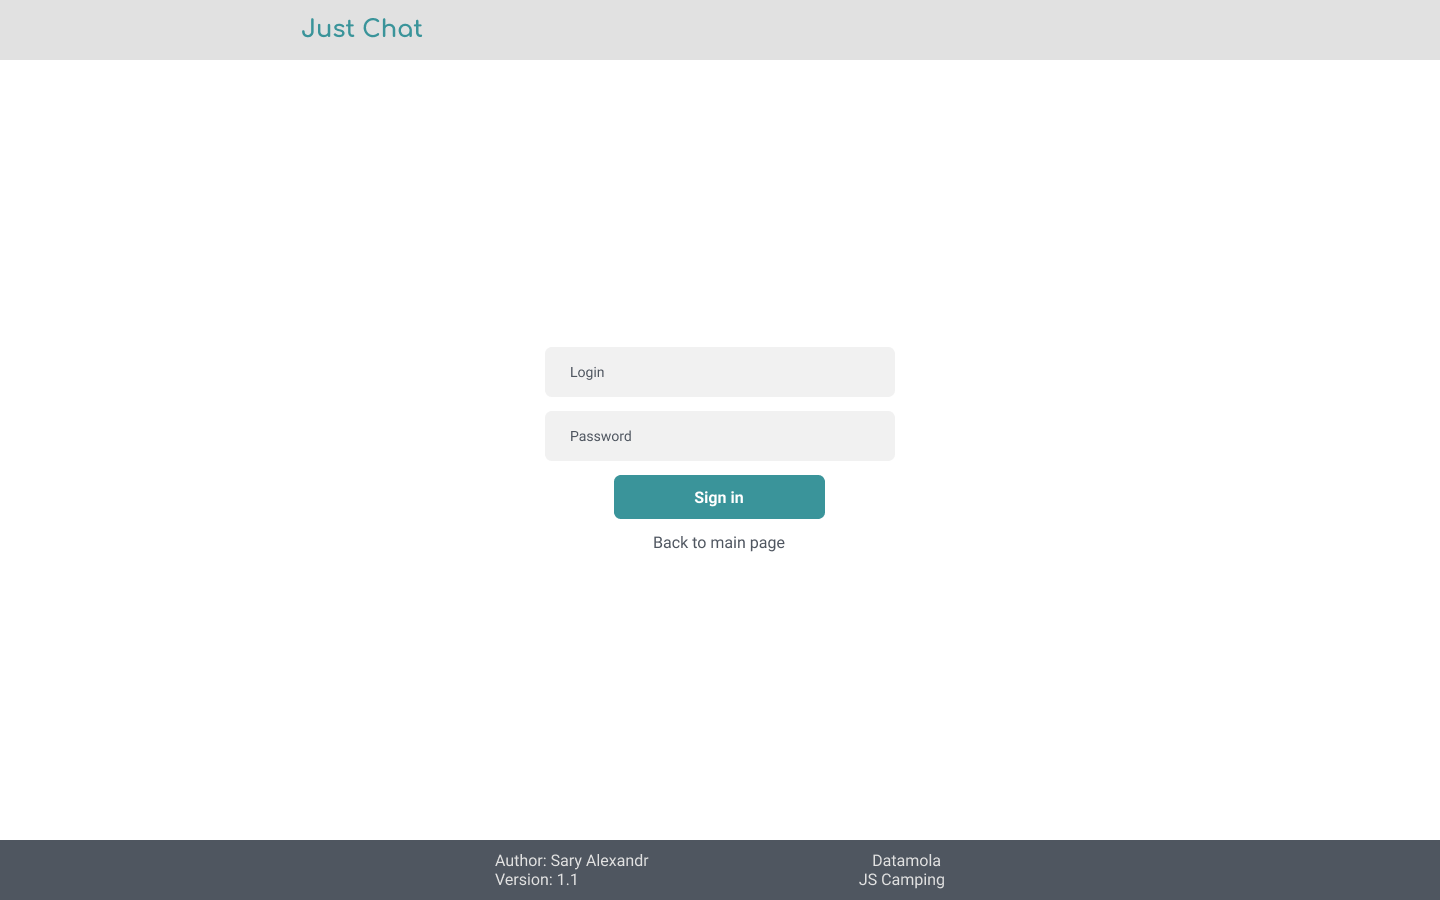 Just Chat
Login
Password
Sign in
Back to main page
Author: Sary Alexandr
Version: 1.1
Datamola
JS Camping